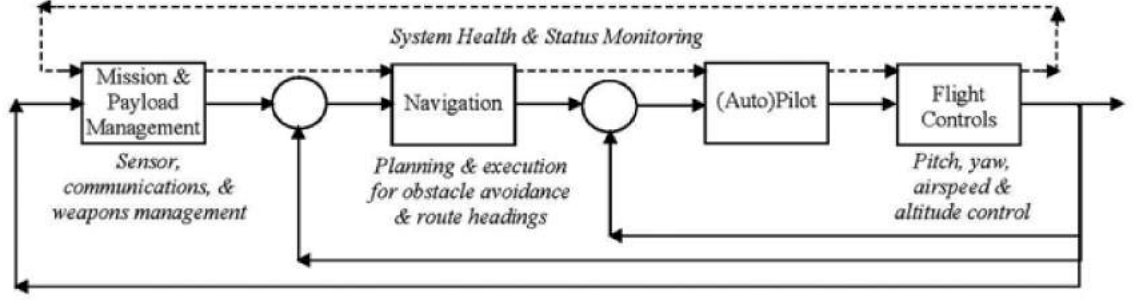 System Health & Status Monitoring
Mission &
Payload
Management
Navigation
(Auto)Pilot
Flight
Controls
Sensor,
communications, &
weapons management
Planning & execution
for obstacle avoidance
& route headings
Pitch, yaw,
airspeed &
altitude control